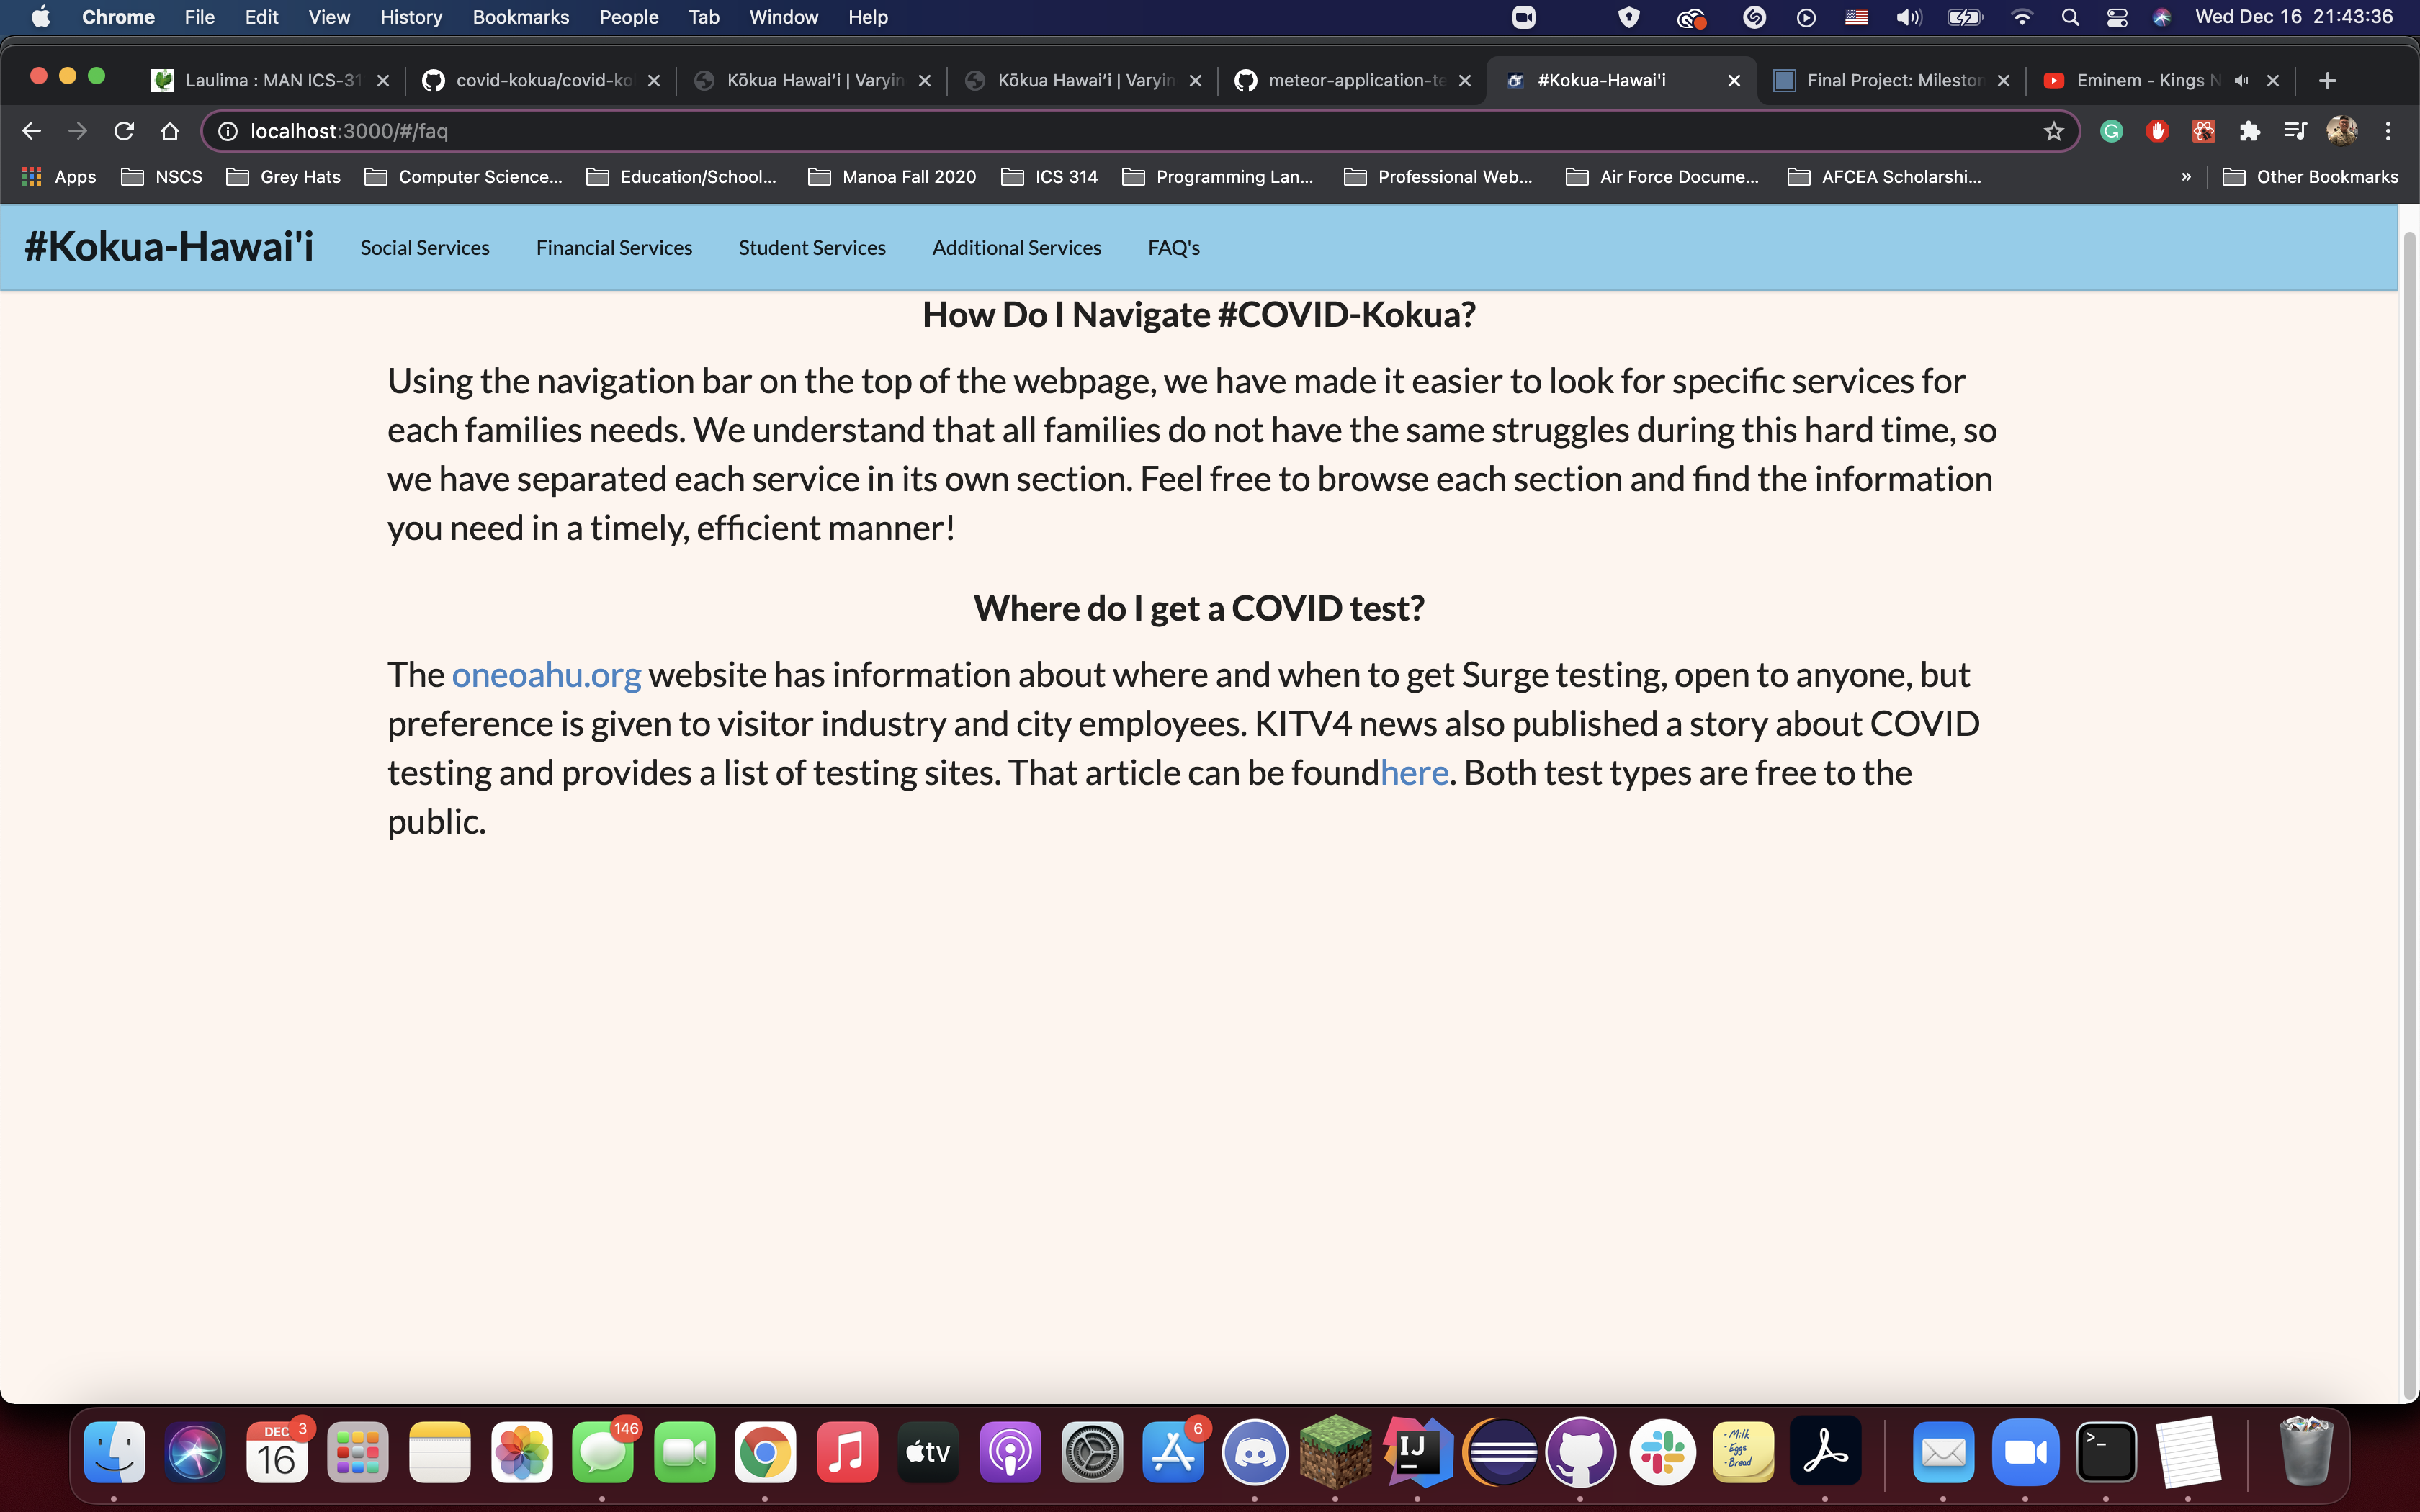 Chrome File Edit View History Bookmarks People Tab Window Help Wed Dec 16 21:43:36
Laulima : MAN ICS-31 covid-kokua/covid-ko Kōkua Hawaiʻi | Varyin Kōkua Hawaiʻi | Varyin meteor-application-te #Kokua-Hawai'i Final Project: Mileston Eminem - Kings N
localhost:3000/#/faq
Apps NSCS Grey Hats Computer Science... Education/School... Manoa Fall 2020 ICS 314 Programming Lan... Professional Web... Air Force Docume... AFCEA Scholarshi... » Other Bookmarks
#Kokua-Hawai'i Social Services Financial Services Student Services Additional Services FAQ's
How Do I Navigate #COVID-Kokua?
Using the navigation bar on the top of the webpage, we have made it easier to look for specific services for
each families needs. We understand that all families do not have the same struggles during this hard time, so
we have separated each service in its own section. Feel free to browse each section and find the information
you need in a timely, efficient manner!
Where do I get a COVID test?
The oneoahu.org website has information about where and when to get Surge testing, open to anyone, but
preference is given to visitor industry and city employees. KITV4 news also published a story about COVID
testing and provides a list of testing sites. That article can be foundhere. Both test types are free to the
public.
DEC 3 146 6
16 tv IJ - Milk
- Eggs
- Bread >_